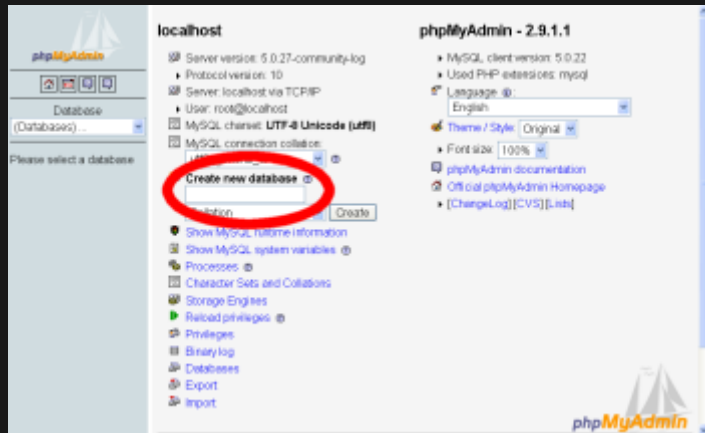 phpMyAdmin
Database
(Databases)...
Please select a database
localhost
Server version: 5.0.27-community-log
Protocol version: 10
Server: localhost via TCP/IP
User: root@localhost
MySQL charset: UTF-8 Unicode (utf8)
MySQL connection collation:
Create new database
Create
Show MySQL runtime information
Show MySQL system variables
Processes
Character Sets and Collations
Storage Engines
Reload privileges
Privileges
Binary log
Databases
Export
Import
phpMyAdmin - 2.9.1.1
MySQL client version: 5.0.22
Used PHP extensions: mysql
Language :
English
Theme / Style: Original
Font size: 100%
phpMyAdmin documentation
Official phpMyAdmin Homepage
[ChangeLog] [CVS] [Lists]
phpMyAdmin